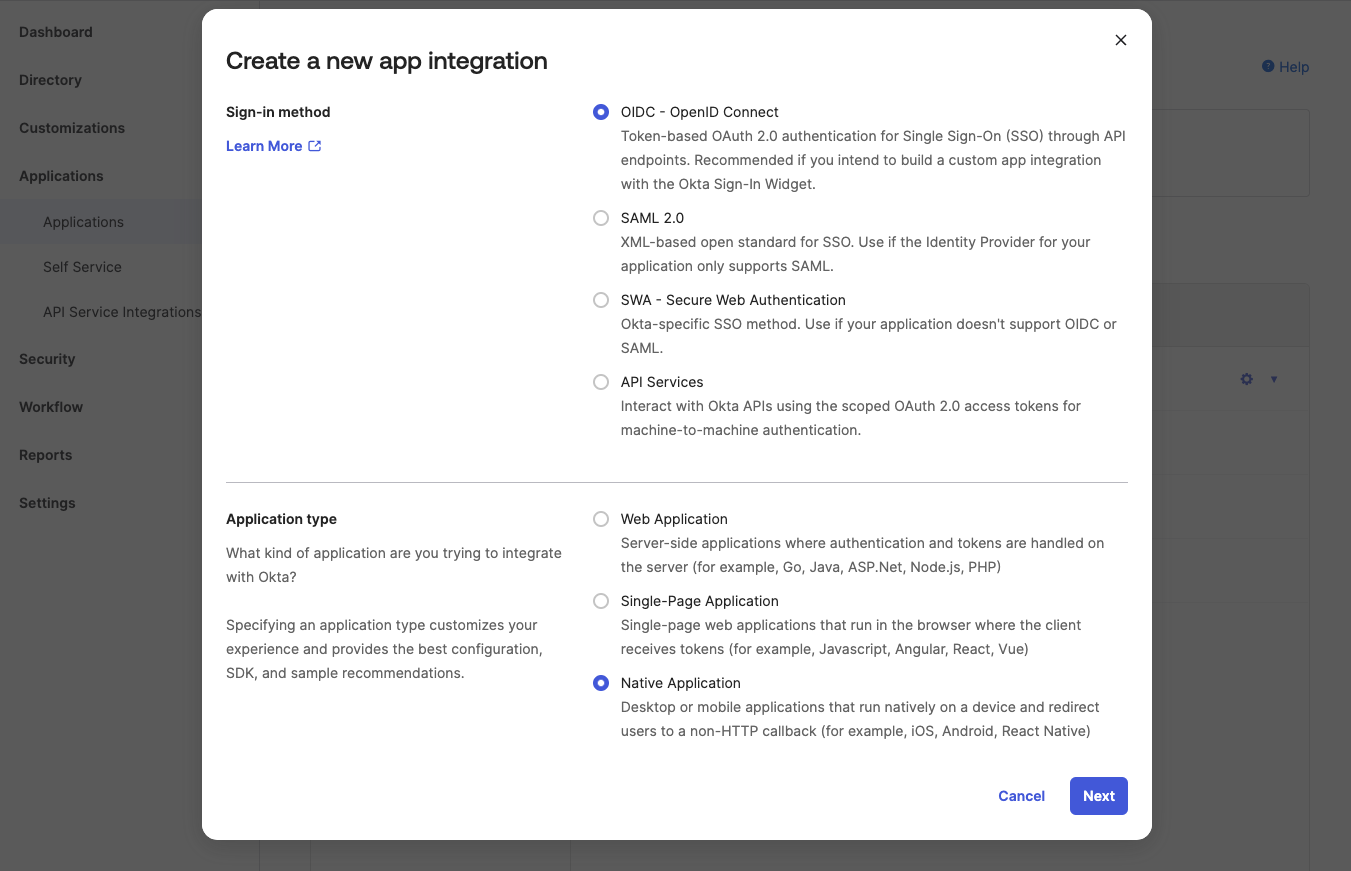 Dashboard
Directory
Customizations
Applications
Applications
Self Service
API Service Integrations
Security
Workflow
Reports
Settings
Help
Create a new app integration
Sign-in method
Learn More
OIDC - OpenID Connect
Token-based OAuth 2.0 authentication for Single Sign-On (SSO) through API
endpoints. Recommended if you intend to build a custom app integration
with the Okta Sign-In Widget.
SAML 2.0
XML-based open standard for SSO. Use if the Identity Provider for your
application only supports SAML.
SWA - Secure Web Authentication
Okta-specific SSO method. Use if your application doesn't support OIDC or
SAML.
API Services
Interact with Okta APIs using the scoped OAuth 2.0 access tokens for
machine-to-machine authentication.
Application type
What kind of application are you trying to integrate
with Okta?
Specifying an application type customizes your
experience and provides the best configuration,
SDK, and sample recommendations.
Web Application
Server-side applications where authentication and tokens are handled on
the server (for example, Go, Java, ASP.Net, Node.js, PHP)
Single-Page Application
Single-page web applications that run in the browser where the client
receives tokens (for example, Javascript, Angular, React, Vue)
Native Application
Desktop or mobile applications that run natively on a device and redirect
users to a non-HTTP callback (for example, iOS, Android, React Native)
Cancel
Next